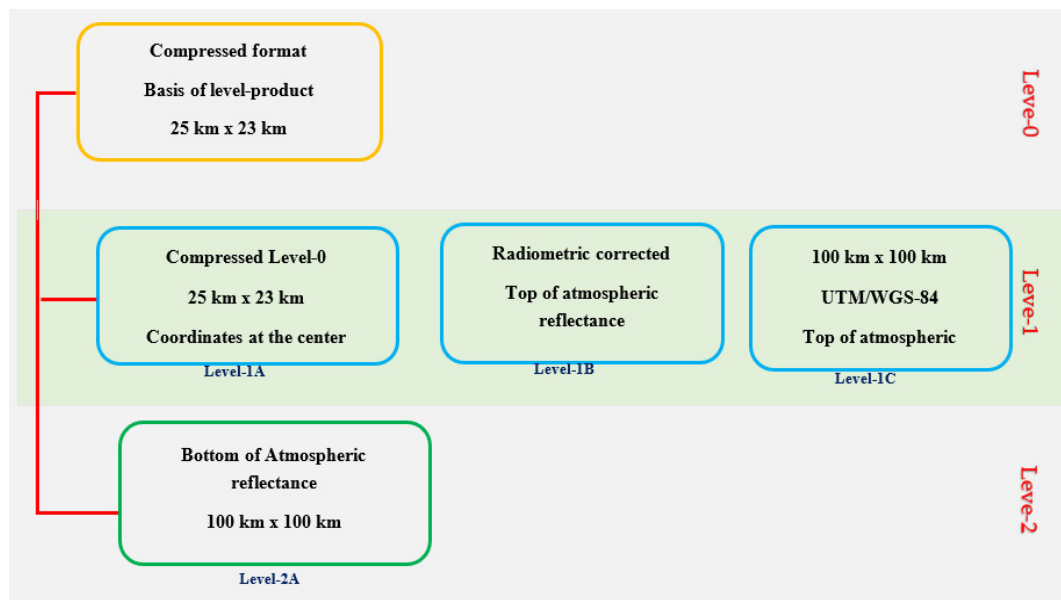 Compressed format
Basis of level-product
25 km x 23 km
Leve-0
Compressed Level-0
25 km x 23 km
Coordinates at the center
Level-1A
Radiometric corrected
Top of atmospheric
reflectance
Level-1B
100 km x 100 km
UTM/WGS-84
Top of atmospheric
Level-1C
Leve-1
Bottom of Atmospheric
reflectance
100 km x 100 km
Level-2A
Leve-2